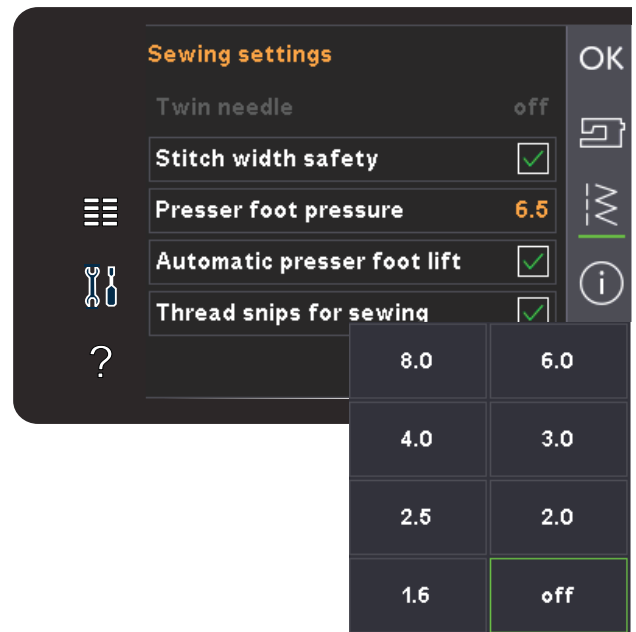 Sewing settings
OK
Twin needle off
Stitch width safety
Presser foot pressure 6.5
Automatic presser foot lift
Thread snips for sewing
?
i
8.0 6.0
4.0 3.0
2.5 2.0
1.6 off